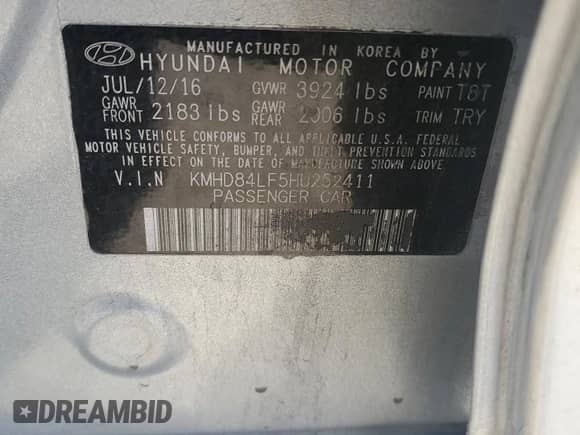 MANUFACTURED IN KOREA BY
HYUNDAI MOTOR COMPANY
JUL/12/16 GVWR 3924 lbs PAINT T8T
GAWR FRONT 2183 lbs GAWR REAR 2006 lbs TRIM TRY
THIS VEHICLE CONFORMS TO ALL APPLICABLE U.S.A. FEDERAL
MOTOR VEHICLE SAFETY, BUMPER, AND THEFT PREVENTION STANDARDS
IN EFFECT ON THE DATE OF MANUFACTURE SHOWN ABOVE.
V.I.N KMHD84LF5HU252411
PASSENGER CAR
DREAMBID